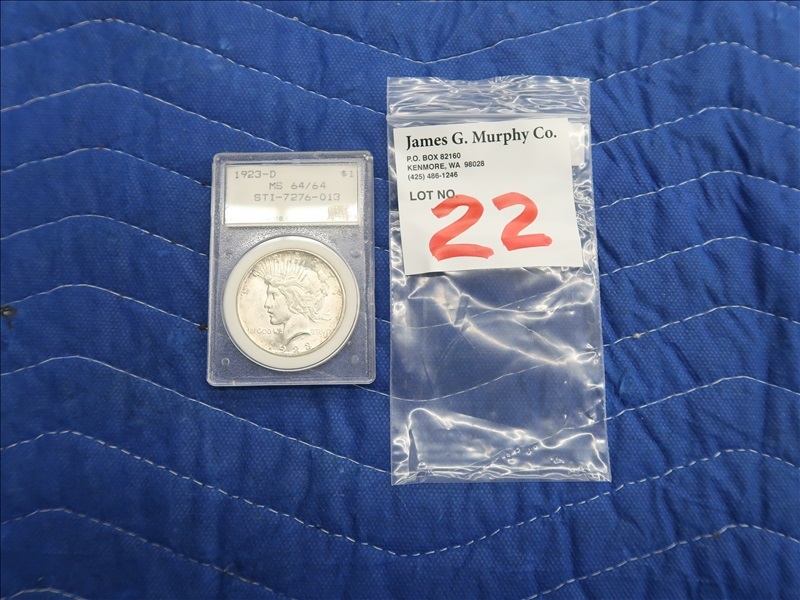 1923-D $1
MS 64/64
STI-7276-013
1923
James G. Murphy Co.
P.O. BOX 82160
KENMORE, WA 98028
(425) 486-1246
LOT NO.
22